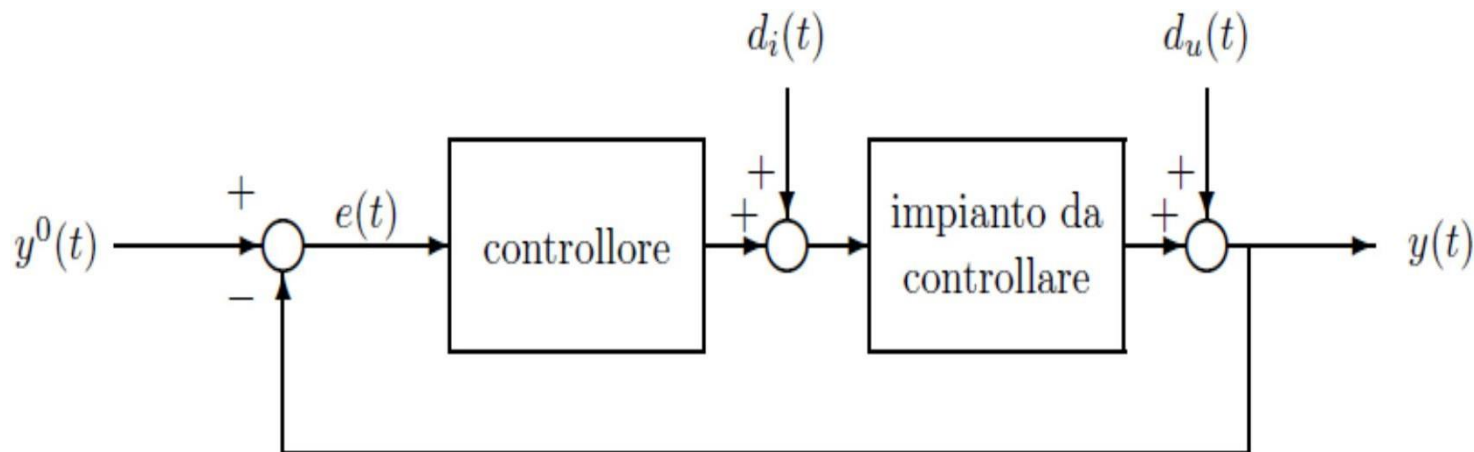 d_i(t)
d_u(t)
+
+
+
e(t)
+
+
impianto da
y^0(t)
controllore
controllare
y(t)
−